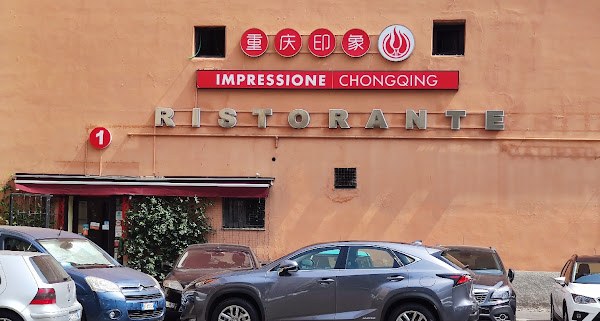 重庆印象
IMPRESSIONE | CHONGQING
RISTORANTE
1